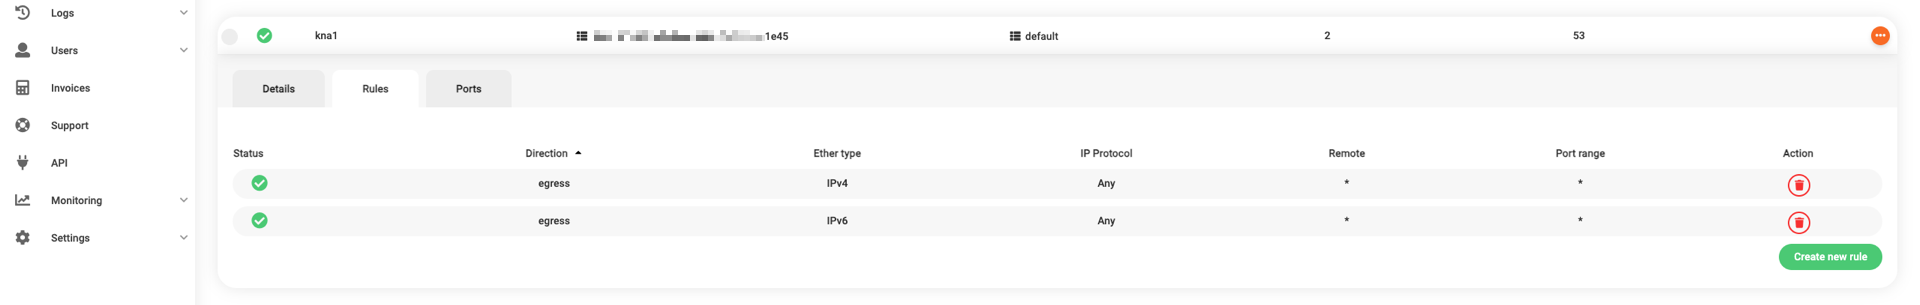 Logs
Users
Invoices
Support
API
Monitoring
Settings
kna1 1e45 default 2 53
Details Rules Ports
Status Direction Ether type IP Protocol Remote Port range Action
egress IPv4 Any * *
egress IPv6 Any * *
Create new rule